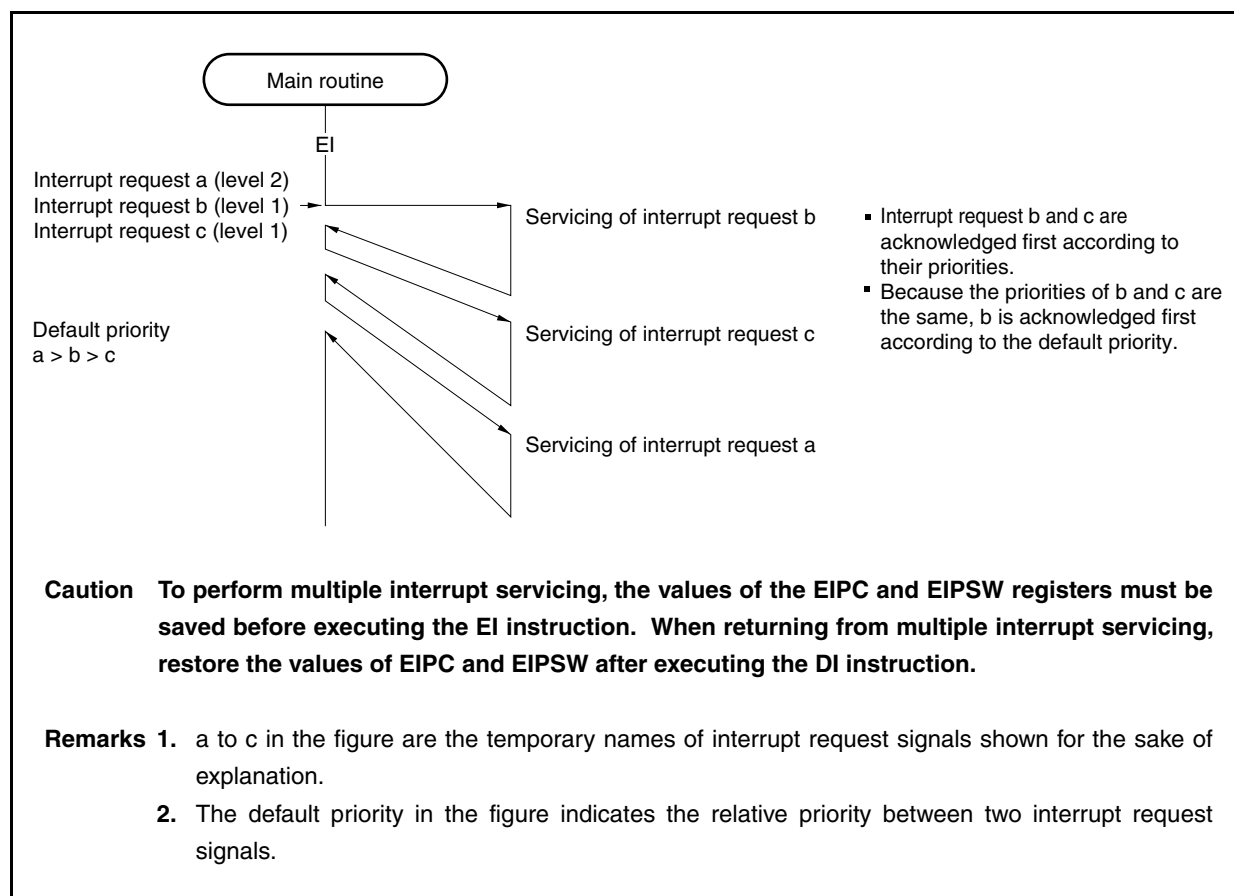 Main routine
EI
Interrupt request a (level 2)
Interrupt request b (level 1)
Interrupt request c (level 1)
Servicing of interrupt request b
▪ Interrupt request b and c are
acknowledged first according to
their priorities.
▪ Because the priorities of b and c are
the same, b is acknowledged first
according to the default priority.
Default priority
a > b > c
Servicing of interrupt request c
Servicing of interrupt request a
Caution To perform multiple interrupt servicing, the values of the EIPC and EIPSW registers must be
saved before executing the EI instruction. When returning from multiple interrupt servicing,
restore the values of EIPC and EIPSW after executing the DI instruction.
Remarks 1. a to c in the figure are the temporary names of interrupt request signals shown for the sake of
explanation.
2. The default priority in the figure indicates the relative priority between two interrupt request
signals.